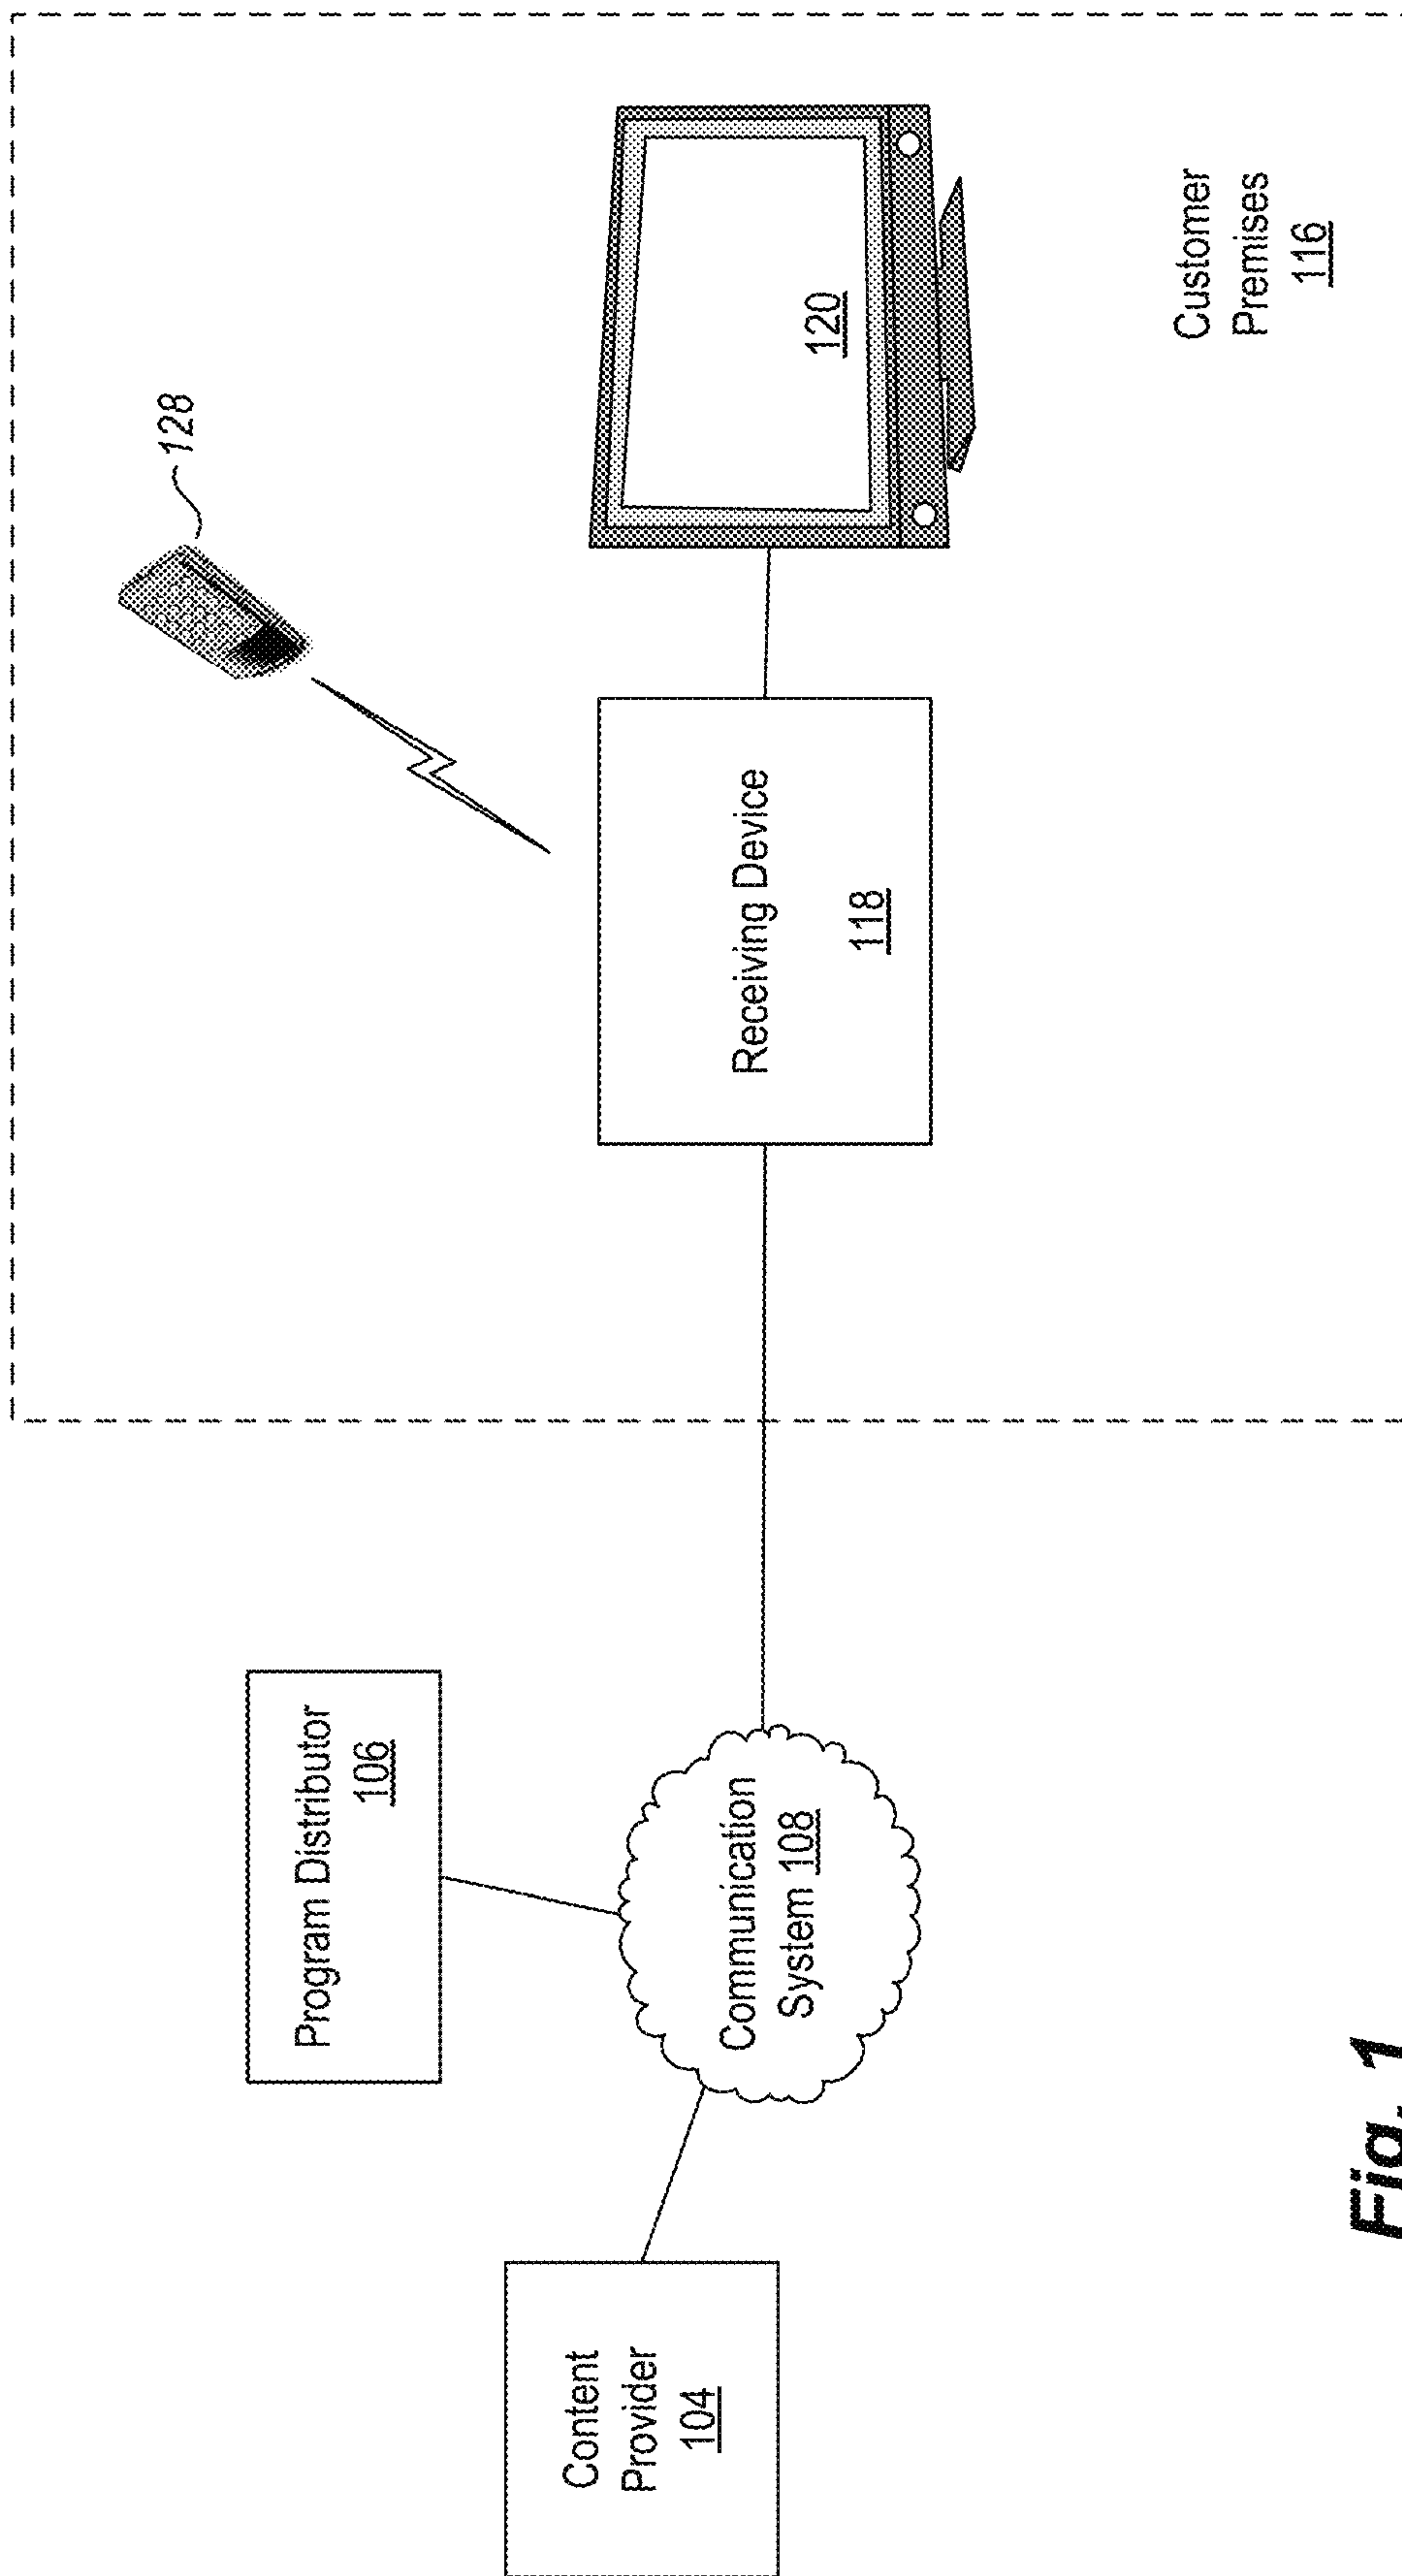 Content
Provider
104
Program Distributor
106
Communication
System 108
Receiving Device
118
128
120
Customer
Premises
116
Fig. 1